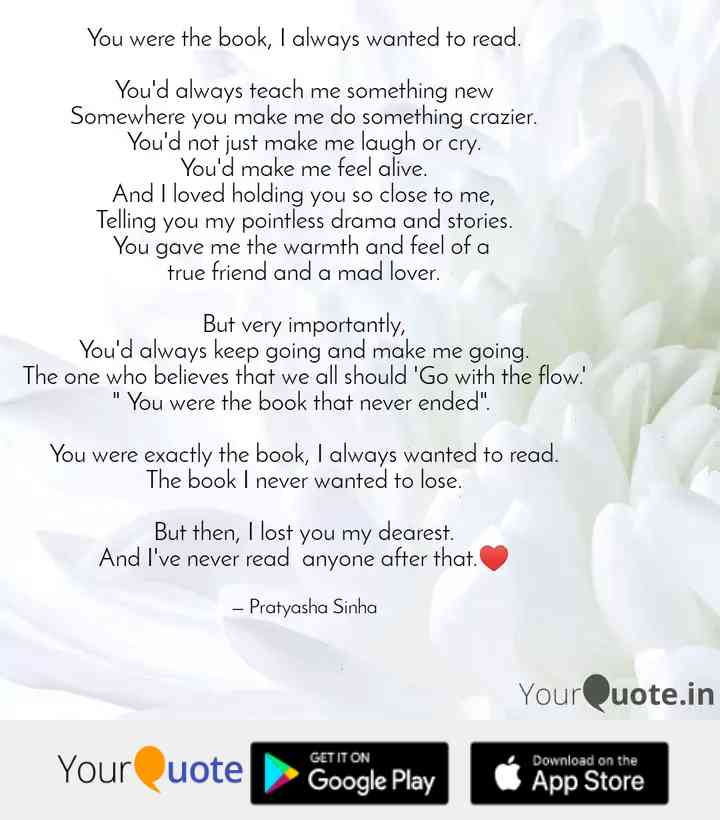 You were the book, I always wanted to read.
You'd always teach me something new
Somewhere you make me do something crazier.
You'd not just make me laugh or cry.
You'd make me feel alive.
And I loved holding you so close to me,
Telling you my pointless drama and stories.
You gave me the warmth and feel of a
true friend and a mad lover.
But very importantly,
You'd always keep going and make me going.
The one who believes that we all should 'Go with the flow.'
" You were the book that never ended".
You were exactly the book, I always wanted to read.
The book I never wanted to lose.
But then, I lost you my dearest.
And I've never read  anyone after that.❤️
– Pratyasha Sinha
YourQuote.in
YourQuote
GET IT ON
Google Play
Download on the
App Store